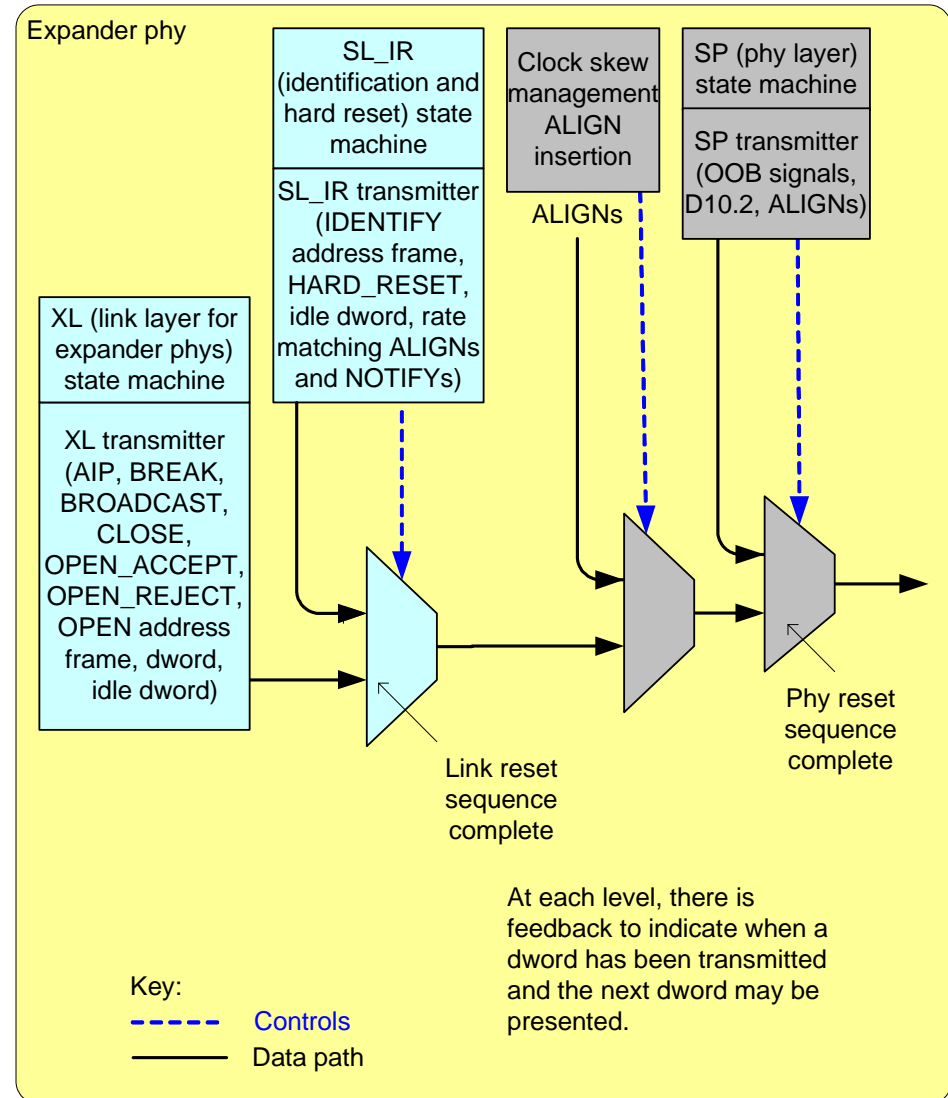 Expander phy
SL_IR
(identification and
hard reset) state
machine
SL_IR transmitter
(IDENTIFY
address frame,
HARD_RESET,
idle dword, rate
matching ALIGNs
and NOTIFYs)
Clock skew
management
ALIGN
insertion
ALIGNs
SP (phy layer)
state machine
SP transmitter
(OOB signals,
D10.2, ALIGNs)
XL (link layer for
expander phys)
state machine
XL transmitter
(AIP, BREAK,
BROADCAST,
CLOSE,
OPEN_ACCEPT,
OPEN_REJECT,
OPEN address
frame, dword,
idle dword)
Link reset
sequence
complete
Phy reset
sequence
complete
At each level, there is
feedback to indicate when a
dword has been transmitted
and the next dword may be
presented.
Key:
Controls
Data path